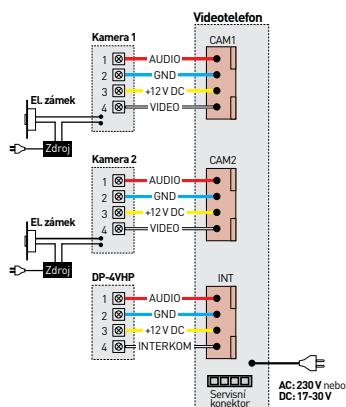 Videotelefon
Kamera 1
CAM1
1 AUDIO
2 GND
3 +12 V DC
4 VIDEO
El. zámek
Zdroj
Kamera 2
CAM2
1 AUDIO
2 GND
3 +12 V DC
4 VIDEO
El. zámek
Zdroj
DP-4VHP
INT
1 AUDIO
2 GND
3 +12 V DC
4 INTERKOM
Servisní
konektor
AC: 230 V nebo
DC: 17-30 V